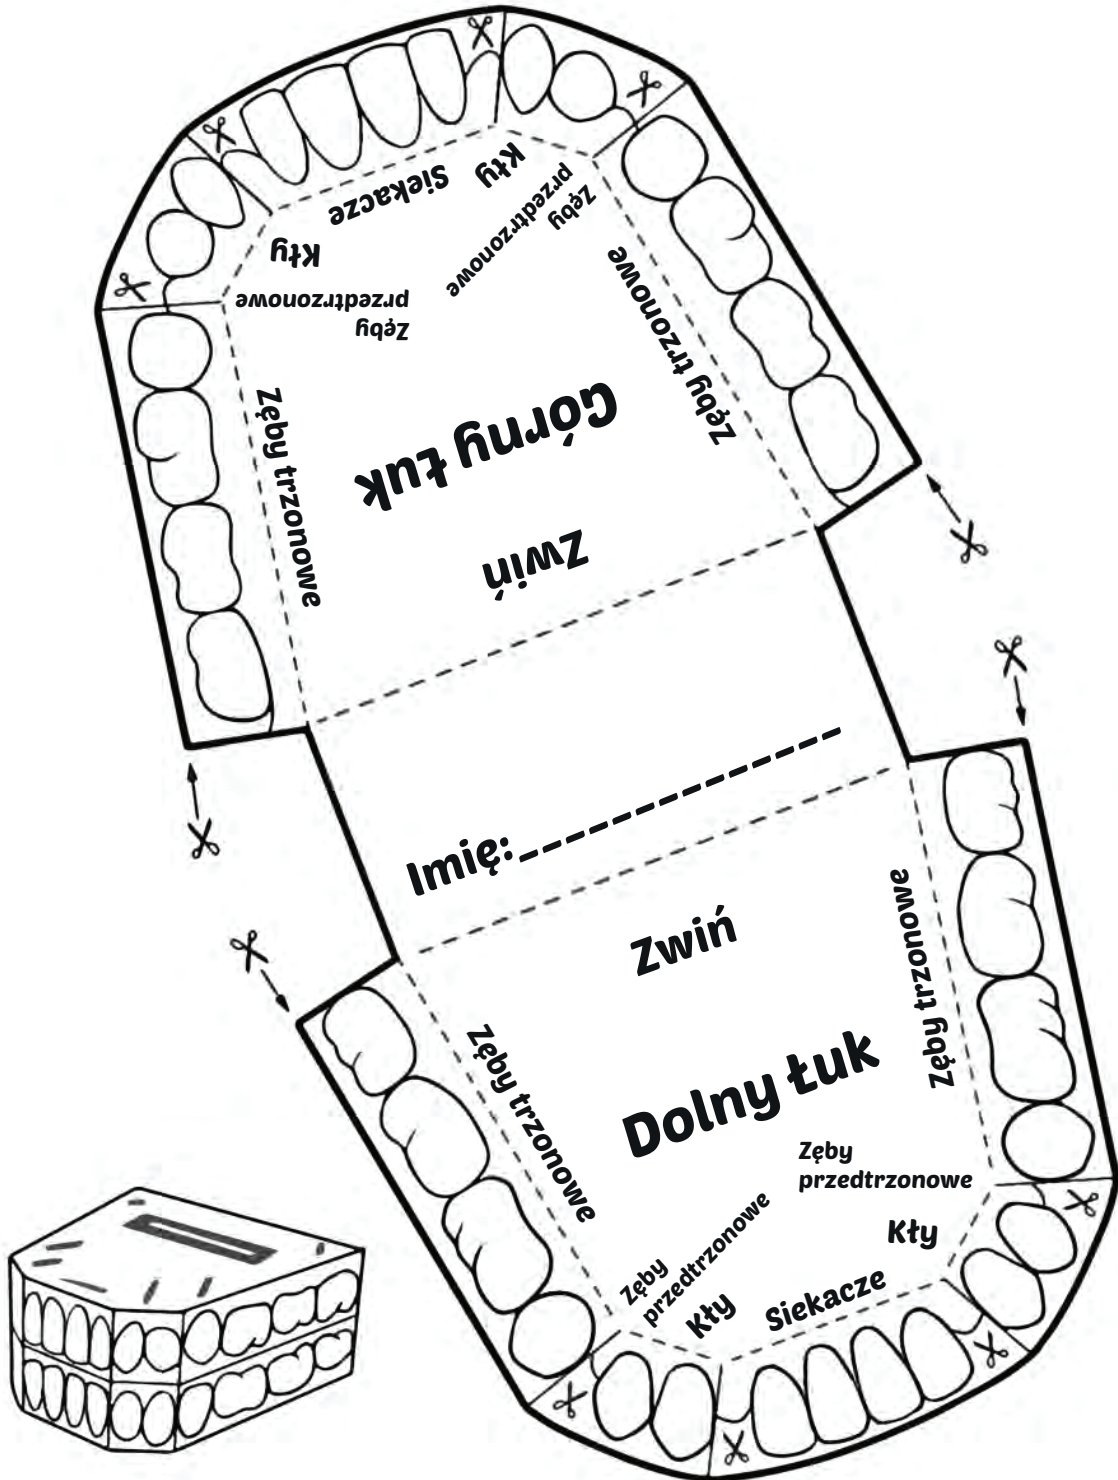 Siekacze
Kły
Zęby
przedtrzonowe
Kły
Zęby
przedtrzonowe
Zęby trzonowe
Zęby trzonowe
Górny Łuk
Zwiń
Imię:
Zwiń
Zęby trzonowe
Zęby trzonowe
Dolny Łuk
Zęby
przedtrzonowe
Kły
Zęby
przedtrzonowe
Kły
Siekacze